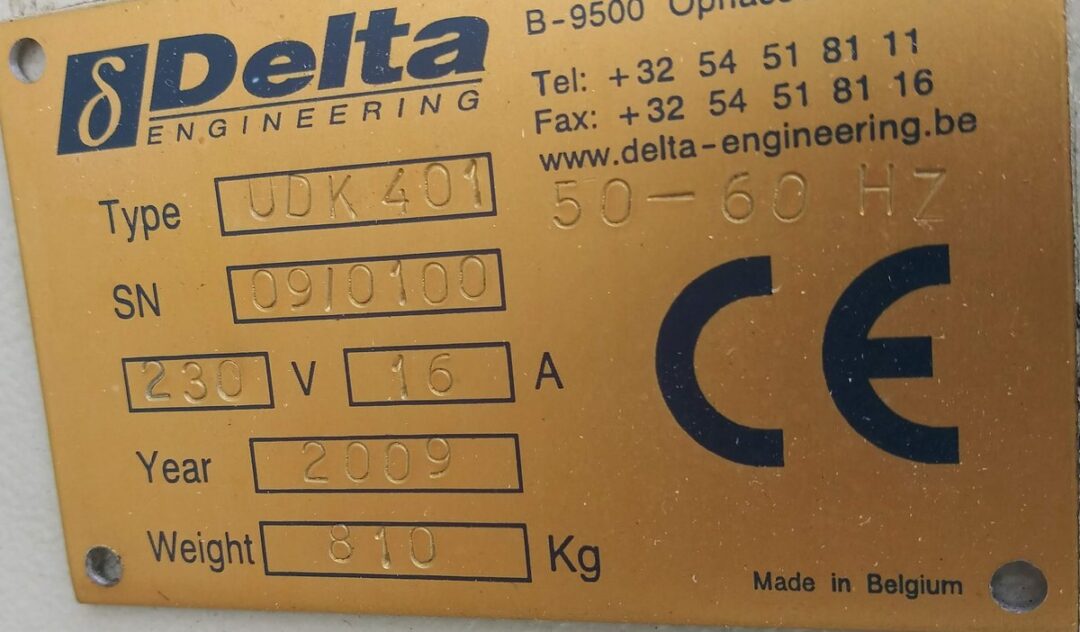 δ Delta
ENGINEERING
B-9500
Tel: +32 54 51 81 11
Fax: +32 54 51 81 16
www.delta-engineering.be
Type UDK 401 50-60 HZ
SN 09/0100
230 V 16 A
Year 2009
Weight 810 Kg
CE
Made in Belgium